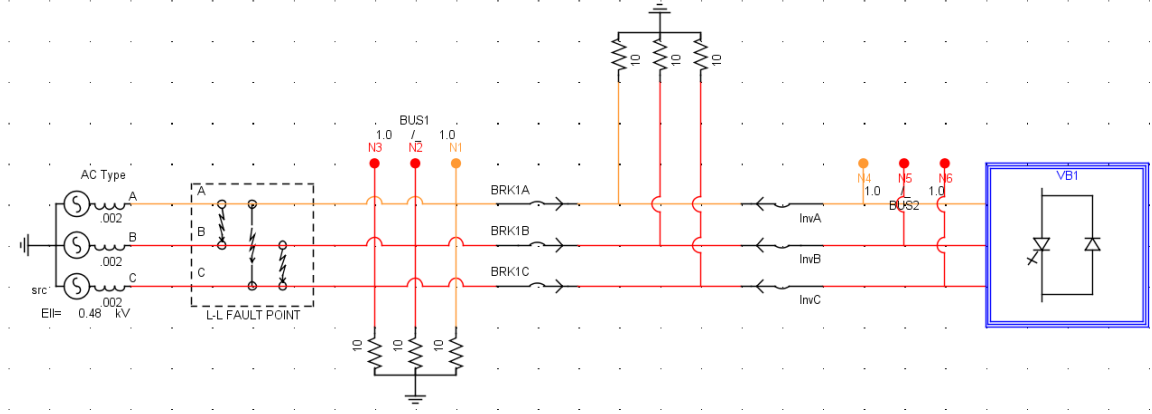 10
10
10
BUS1
1.0
/_
1.0
N3
N2
N1
AC Type
A
.002
B
.002
C
.002
src
Ell= 0.48 kV
A
B
C
L-L FAULT POINT
BRK1A
BRK1B
BRK1C
InvA
InvB
InvC
N4
N5
N6
1.0
/
1.0
BUS2
VB1
10
10
10